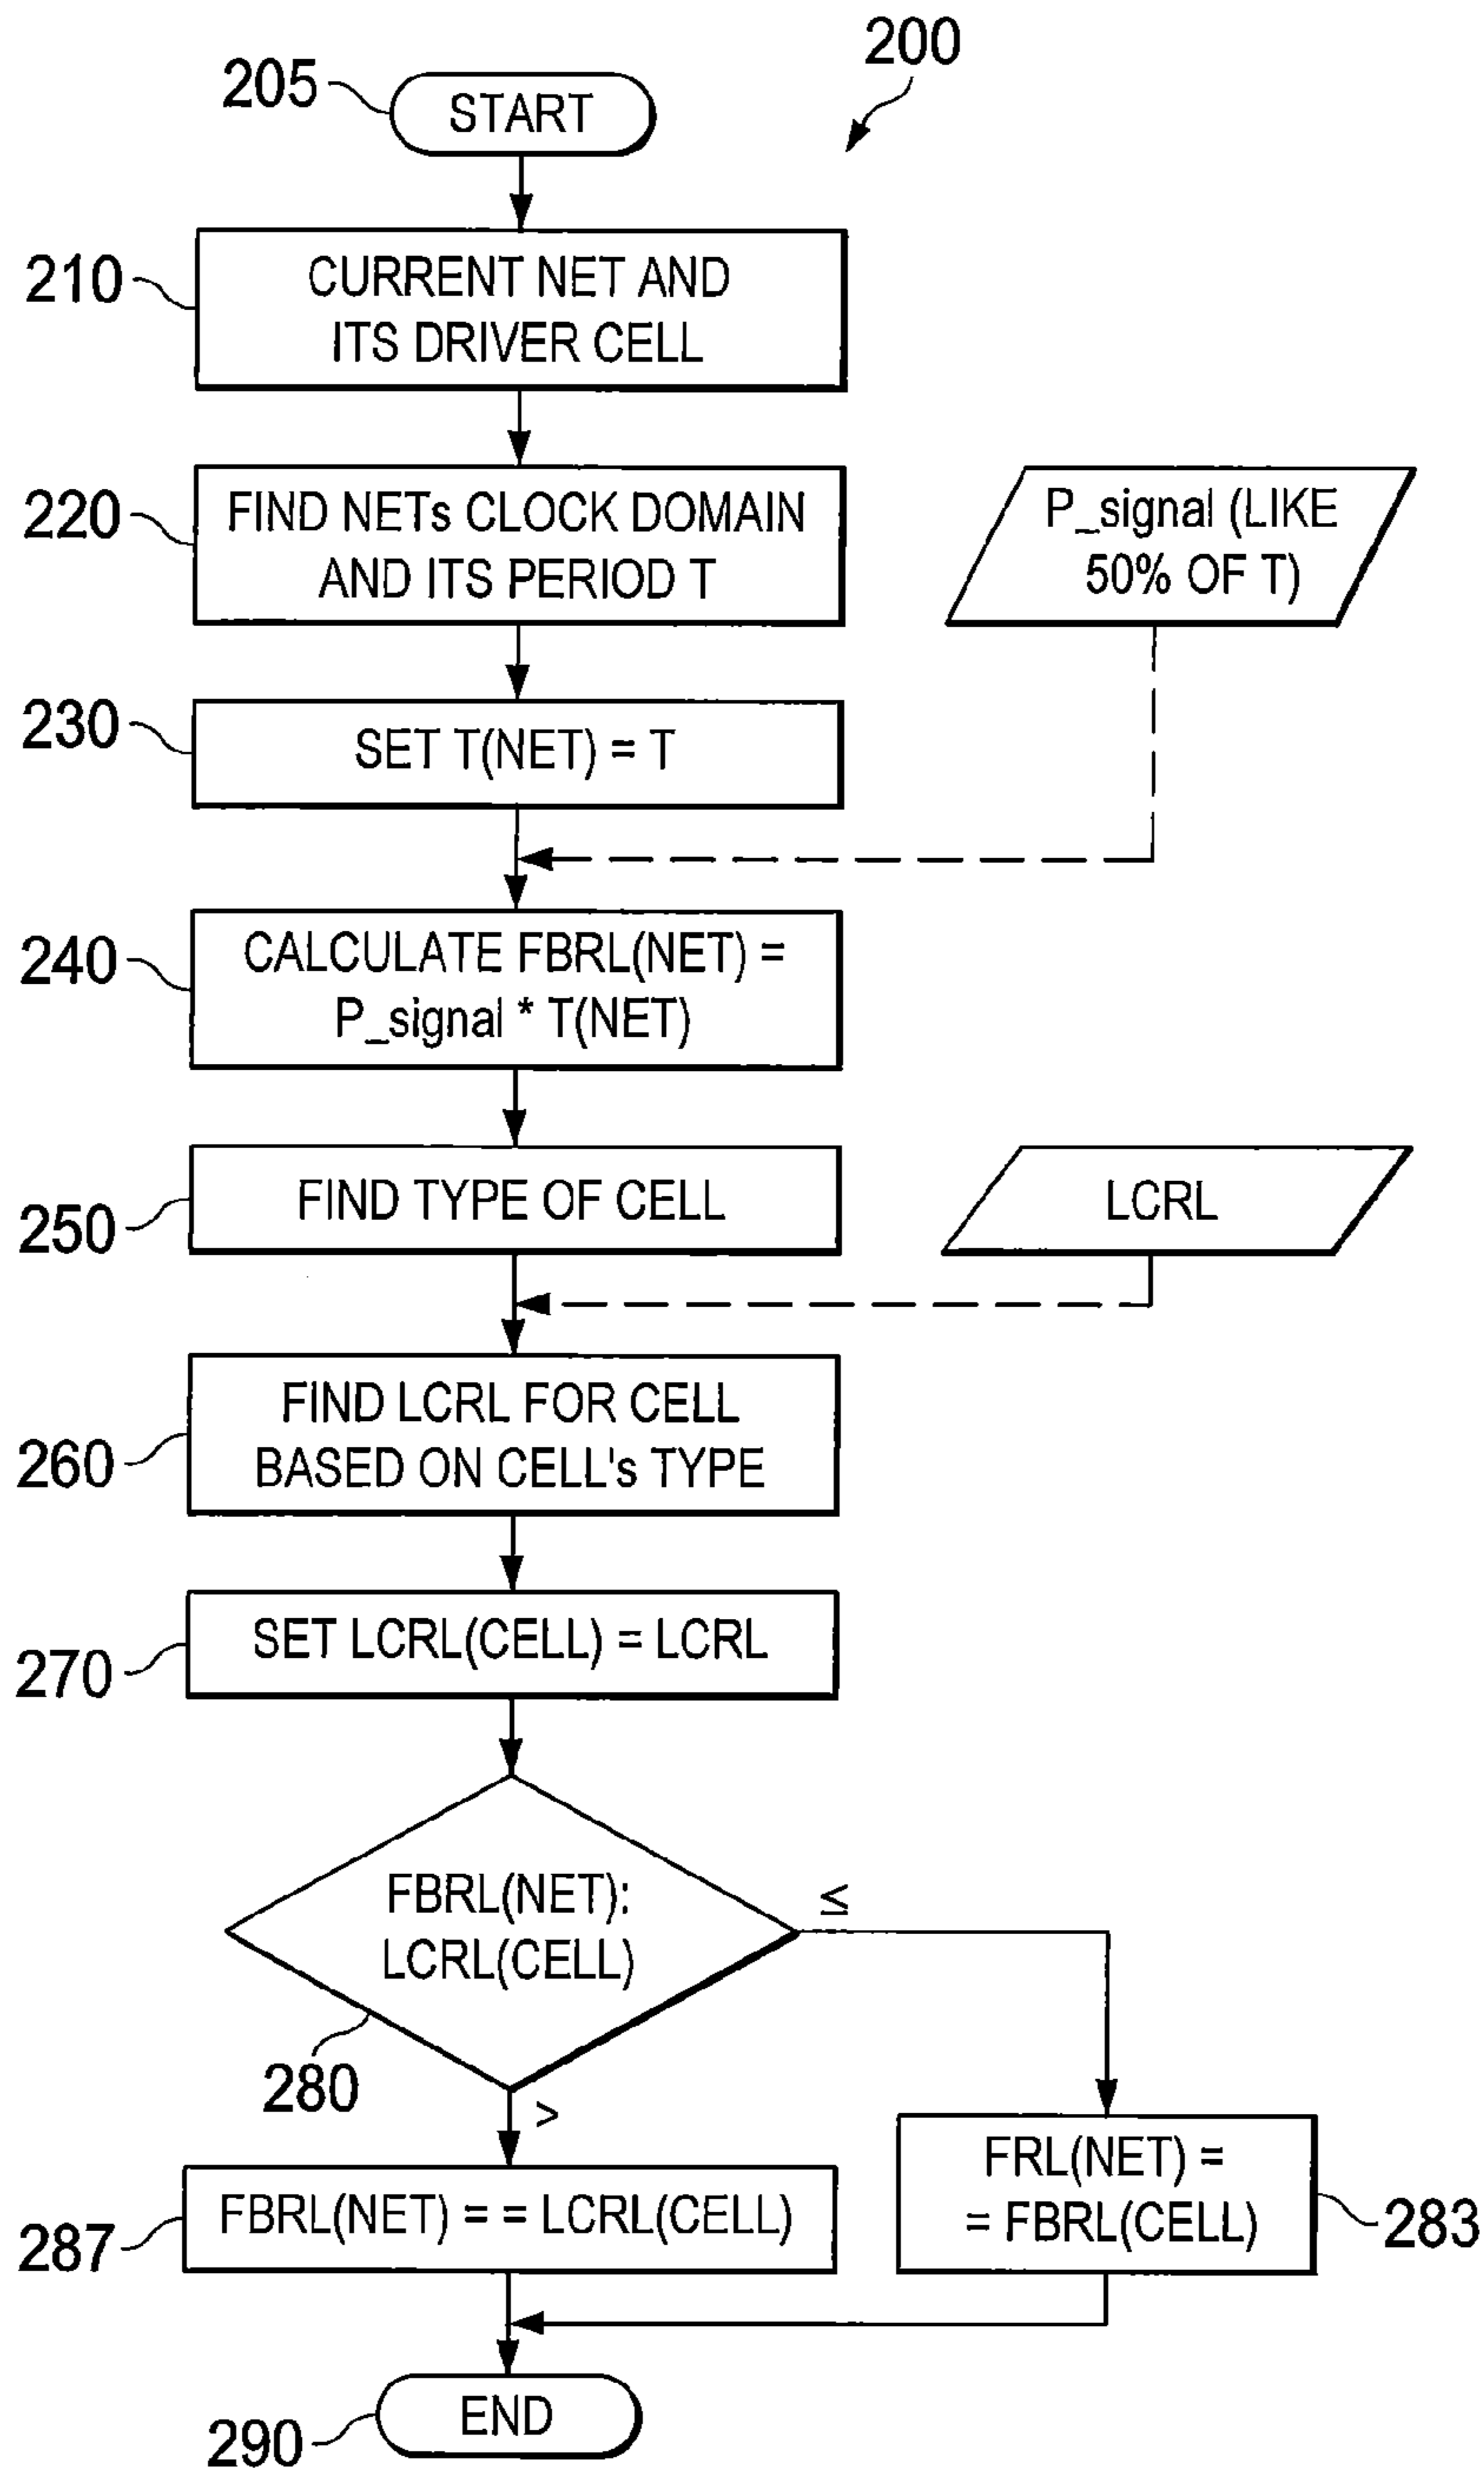 200
205
START
210
CURRENT NET AND
ITS DRIVER CELL
220
FIND NETs CLOCK DOMAIN
AND ITS PERIOD T
P_signal (LIKE
50% OF T)
230
SET T(NET) = T
240
CALCULATE FBRL(NET) =
P_signal * T(NET)
250
FIND TYPE OF CELL
LCRL
260
FIND LCRL FOR CELL
BASED ON CELL's TYPE
270
SET LCRL(CELL) = LCRL
FBRL(NET):
LCRL(CELL)
≤
280
>
287
FBRL(NET) = = LCRL(CELL)
FRL(NET) =
= FBRL(CELL)
283
290
END